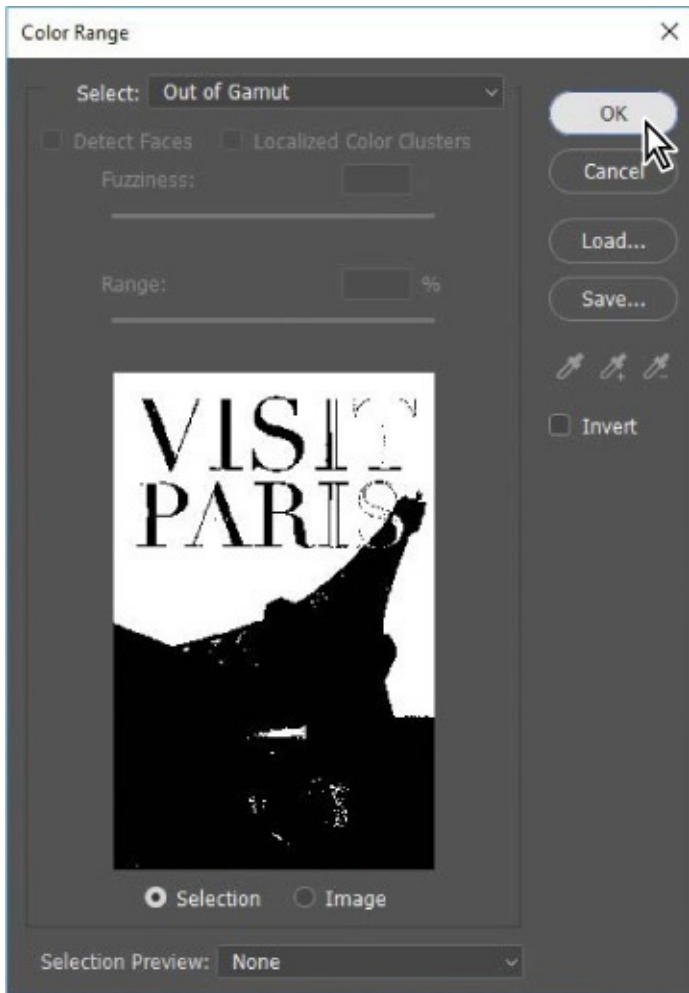 Color Range
Select: Out of Gamut
OK
Detect Faces Localized Color Clusters
Cancel
Fuzziness:
Load...
Range: %
Save...
Invert
VISIT
PARIS
Selection Image
Selection Preview: None